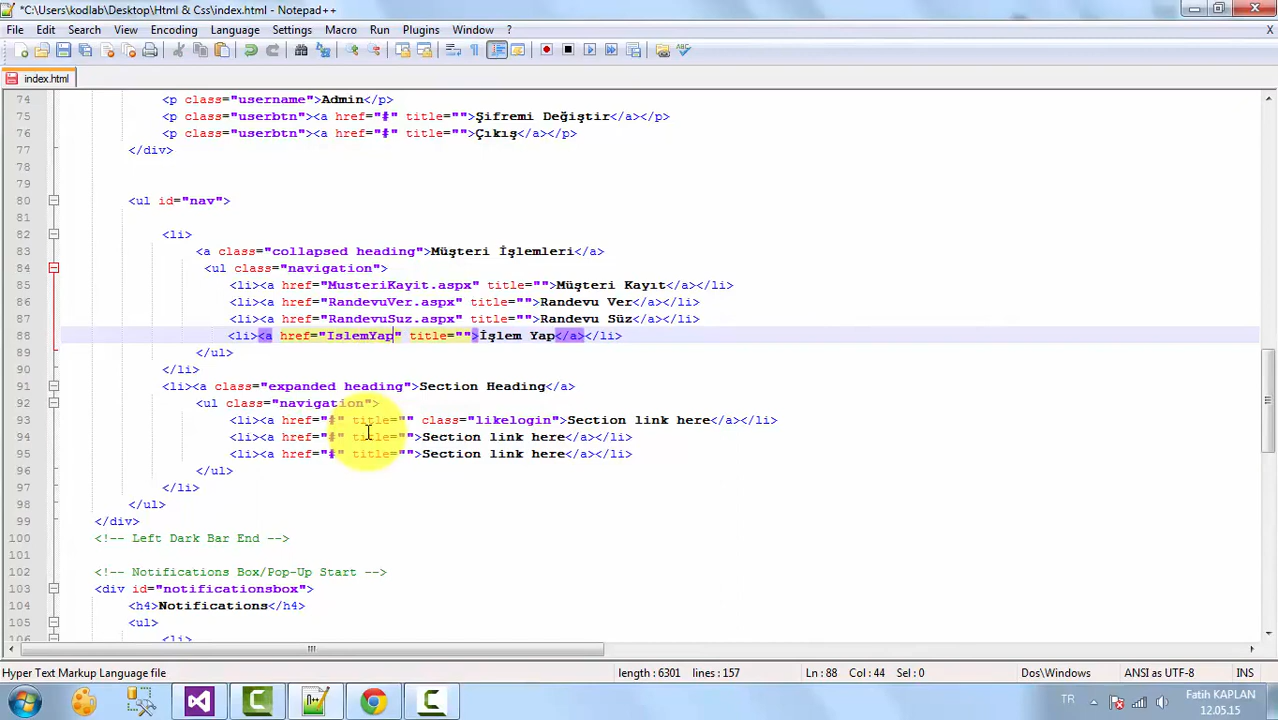 *C:\Users\kodlab\Desktop\Html & Css\index.html - Notepad++
File Edit Search View Encoding Language Settings Macro Run Plugins Window ? X
index.html
74 <p class="username">Admin</p>
75 <p class="userbtn"><a href="#" title="">Şifremi Değiştir</a></p>
76 <p class="userbtn"><a href="#" title="">Çıkış</a></p>
77 </div>
78
79
80 <ul id="nav">
81
82 <li>
83 <a class="collapsed heading">Müşteri İşlemleri</a>
84 <ul class="navigation">
85 <li><a href="MusteriKayit.aspx" title="">Müşteri Kayıt</a></li>
86 <li><a href="RandevuVer.aspx" title="">Randevu Ver</a></li>
87 <li><a href="RandevuSuz.aspx" title="">Randevu Süz</a></li>
88 <li><a href="IslemYap" title="">İşlem Yap</a></li>
89 </ul>
90 </li>
91 <li><a class="expanded heading">Section Heading</a>
92 <ul class="navigation">
93 <li><a href="#" title="" class="likelogin">Section link here</a></li>
94 <li><a href="#" title="">Section link here</a></li>
95 <li><a href="#" title="">Section link here</a></li>
96 </ul>
97 </li>
98 </ul>
99 </div>
100 <!-- Left Dark Bar End -->
101
102 <!-- Notifications Box/Pop-Up Start -->
103 <div id="notificationsbox">
104 <h4>Notifications</h4>
105 <ul>
106 <li>
Hyper Text Markup Language file length : 6301 lines : 157 Ln : 88 Col : 44 Sel : 0 Dos\Windows ANSI as UTF-8 INS
TR Fatih KAPLAN
12.05.15